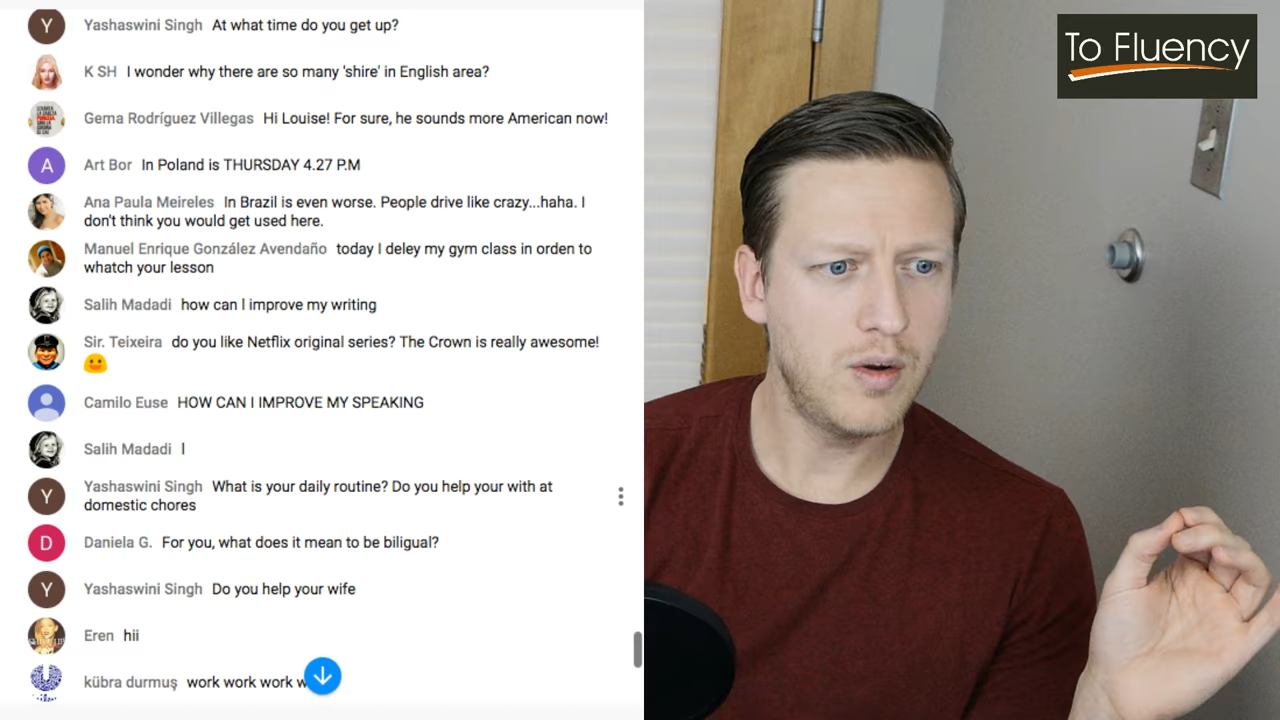 Y Yashaswini Singh At what time do you get up?
K SH I wonder why there are so many 'shire' in English area?
Gema Rodríguez Villegas Hi Louise! For sure, he sounds more American now!
A Art Bor In Poland is THURSDAY 4.27 P.M
Ana Paula Meireles In Brazil is even worse. People drive like crazy...haha. I
don't think you would get used here.
Manuel Enrique González Avendaño today I deley my gym class in orden to
whatch your lesson
Salih Madadi how can I improve my writing
Sir. Teixeira do you like Netflix original series? The Crown is really awesome!
Camilo Euse HOW CAN I IMPROVE MY SPEAKING
Salih Madadi I
Y Yashaswini Singh What is your daily routine? Do you help your with at
domestic chores
D Daniela G. For you, what does it mean to be biligual?
Y Yashaswini Singh Do you help your wife
Eren hii
kübra durmuş work work work w
To Fluency